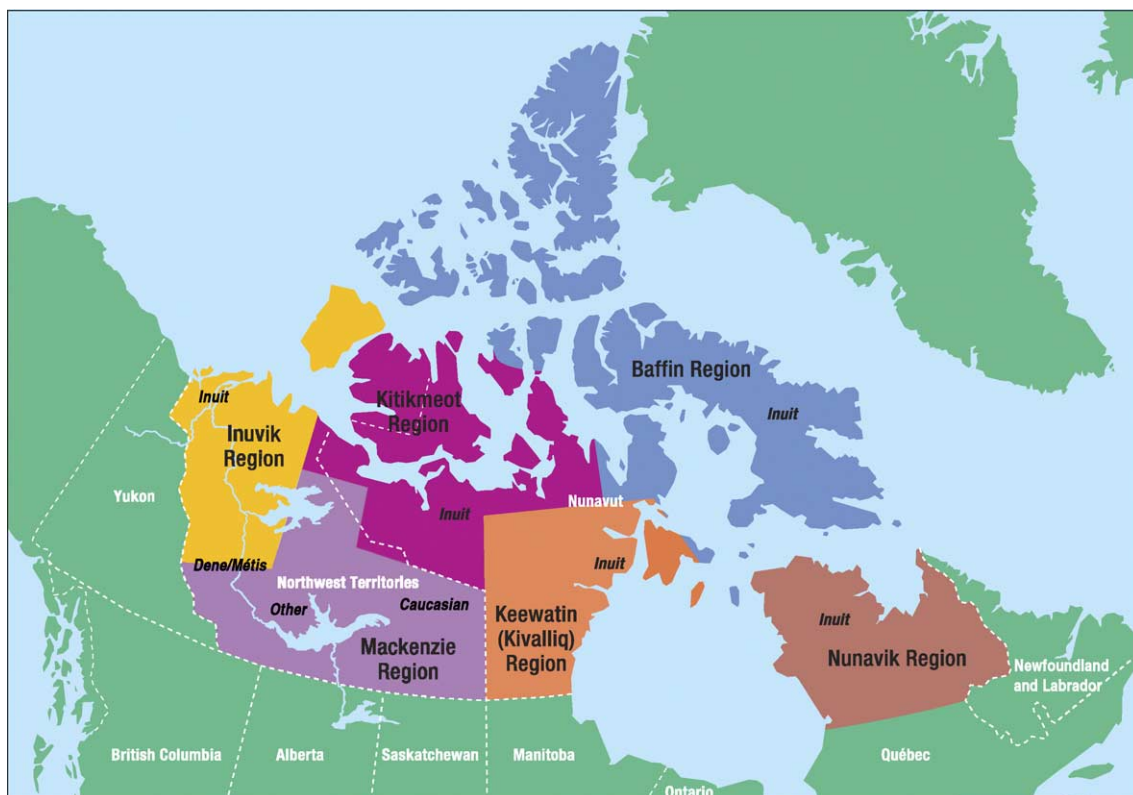 Baffin Region
Inuit
Kitikmeot
Region
Inuit
Inuvik
Region
Yukon
Inuit
Nunavut
Inuit
Dene/Métis
Northwest Territories
Other
Caucasian
Mackenzie
Region
Keewatin
(Kivalliq)
Region
Inuit
Nunavik Region
Newfoundland
and Labrador
British Columbia
Alberta
Saskatchewan
Manitoba
Québec
Ontario